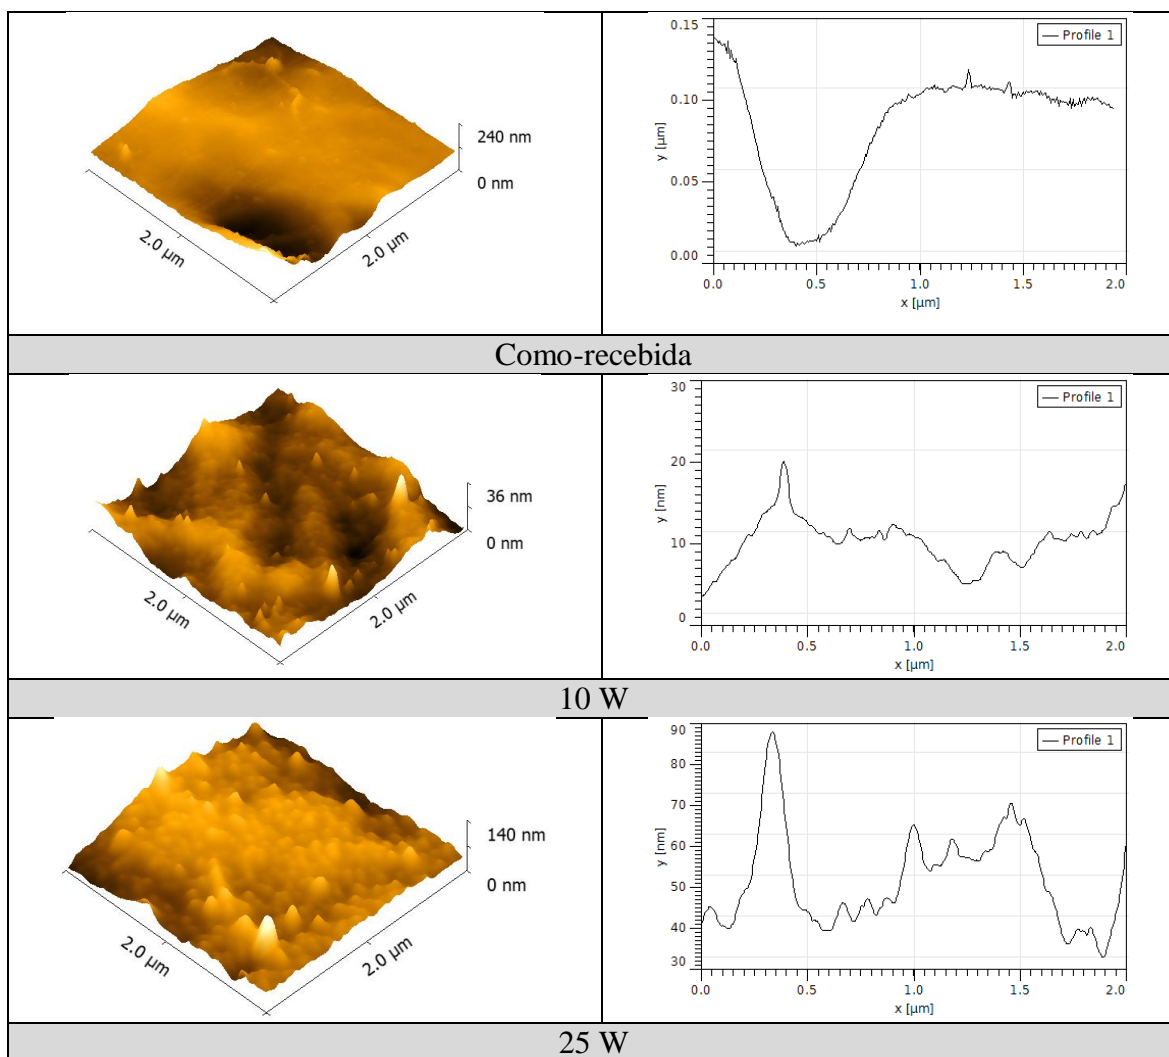 240 nm
0 nm
2.0 µm
2.0 µm
0.15
0.10
0.05
0.00
y [µm]
Profile 1
0.0 0.5 1.0 1.5 2.0
x [µm]
Como-recebida
36 nm
0 nm
2.0 µm
2.0 µm
30
20
10
0
y [nm]
Profile 1
0.0 0.5 1.0 1.5 2.0
x [µm]
10 W
140 nm
0 nm
2.0 µm
2.0 µm
90
80
70
60
50
40
30
y [nm]
Profile 1
0.0 0.5 1.0 1.5 2.0
x [µm]
25 W